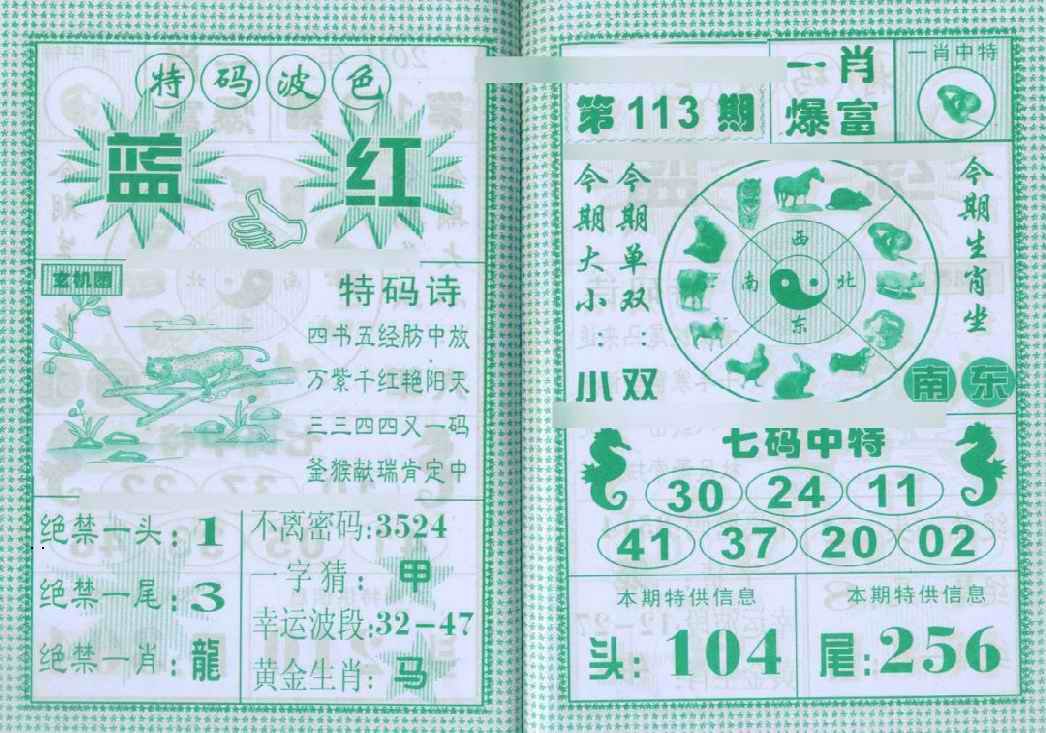 特码波色
蓝 红
玄机图
特码诗
四书五经肪中放
万紫千红艳阳天
三三四四又一码
釜猴献瑞肯定中
绝禁一头:1
绝禁一尾:3
绝禁一肖:龍
不离密码:3524
一字猜:甲
幸运波段:32-47
黄金生肖:马
第113期
一肖
爆富
一肖中特
今期大小:小
今期单双:双
西
南 北
东
今期生肖坐
南 东
七码中特
30 24 11
41 37 20 02
本期特供信息
头:104
本期特供信息
尾:256